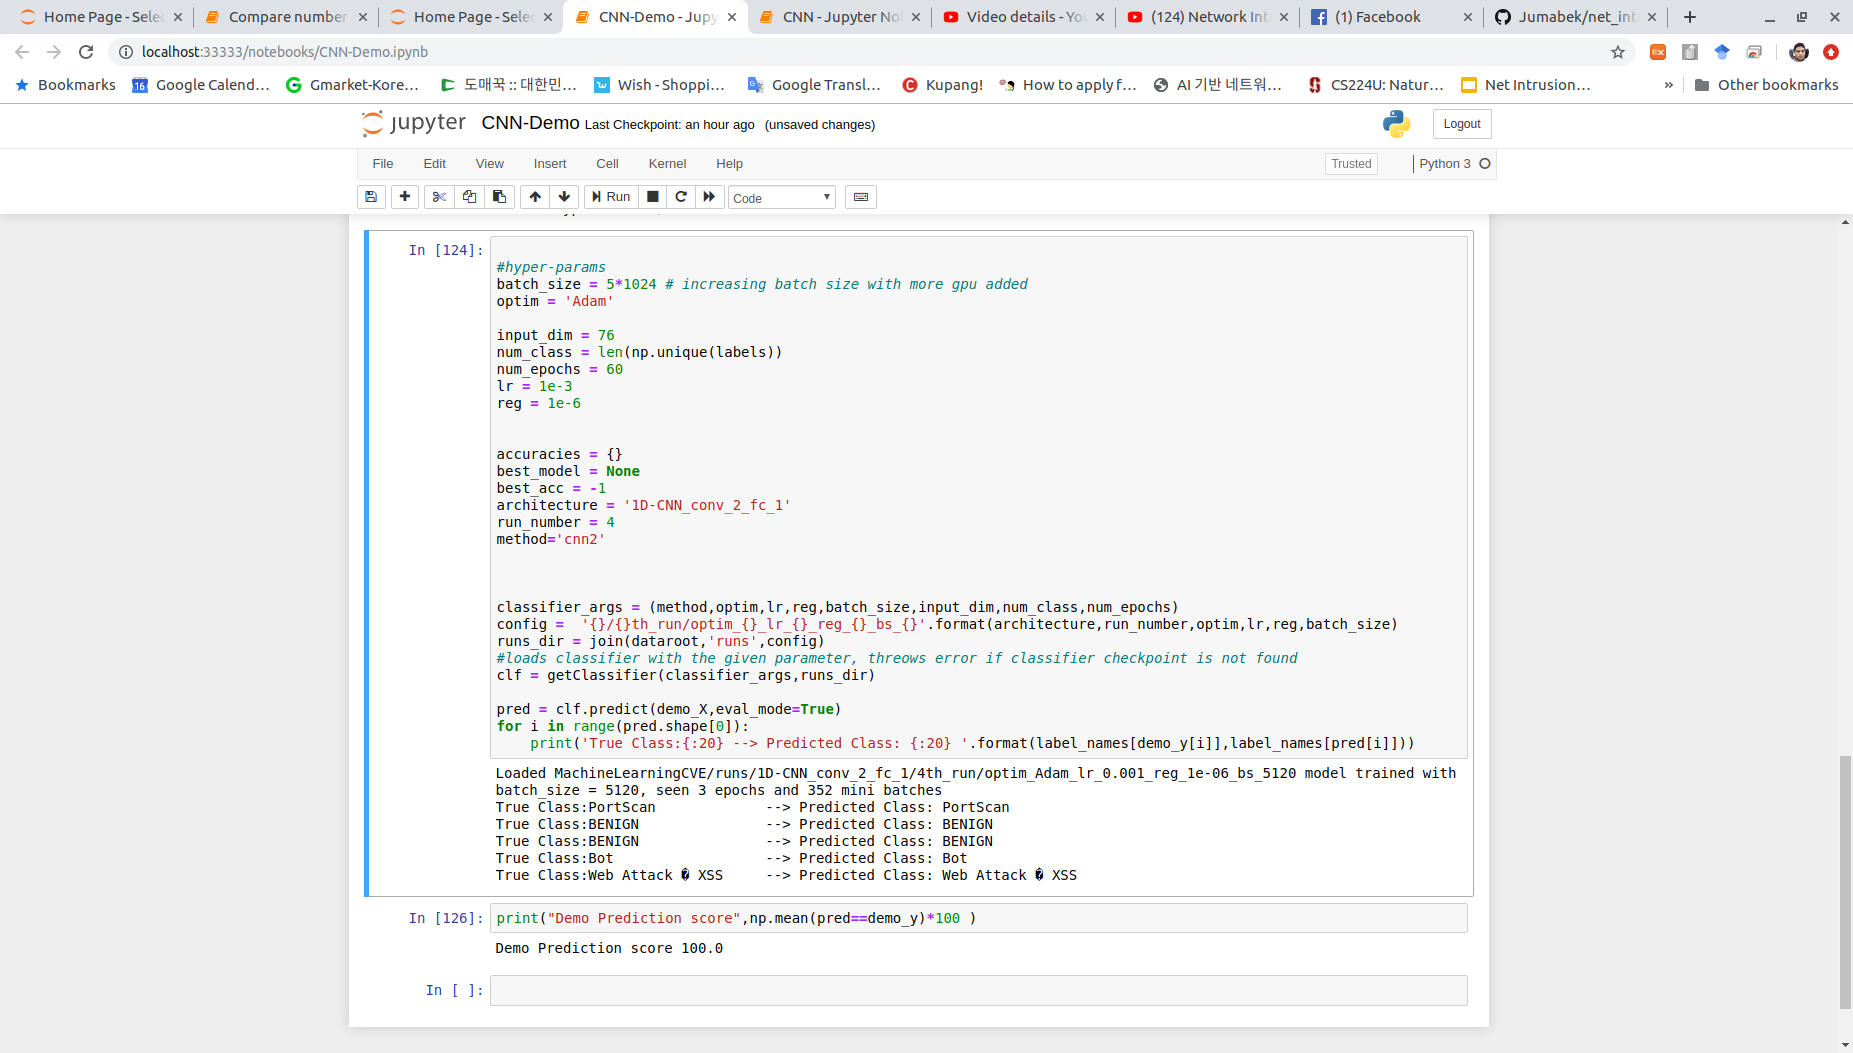 Home Page - Selec
Compare number
Home Page - Selec
CNN-Demo - Jupy
CNN - Jupyter No
Video details - Yo
(124) Network Int
(1) Facebook
Jumabek/net_int
localhost:33333/notebooks/CNN-Demo.ipynb
Bookmarks
Google Calend...
Gmarket-Kore...
도매꾹 :: 대한민...
Wish - Shoppi...
Google Transl...
Kupang!
How to apply f...
AI 기반 네트워...
CS224U: Natur...
Net Intrusion...
»
Other bookmarks
jupyter CNN-Demo Last Checkpoint: an hour ago (unsaved changes)
Logout
File Edit View Insert Cell Kernel Help
Trusted
Python 3
Run
Code
In [124]:
#hyper-params
batch_size = 5*1024 # increasing batch size with more gpu added
optim = 'Adam'
input_dim = 76
num_class = len(np.unique(labels))
num_epochs = 60
lr = 1e-3
reg = 1e-6
accuracies = {}
best_model = None
best_acc = -1
architecture = '1D-CNN_conv_2_fc_1'
run_number = 4
method='cnn2'
classifier_args = (method,optim,lr,reg,batch_size,input_dim,num_class,num_epochs)
config =  '{}/{}th_run/optim_{}_lr_{}_reg_{}_bs_{}'.format(architecture,run_number,optim,lr,reg,batch_size)
runs_dir = join(dataroot,'runs',config)
#loads classifier with the given parameter, threows error if classifier checkpoint is not found
clf = getClassifier(classifier_args,runs_dir)
pred = clf.predict(demo_X,eval_mode=True)
for i in range(pred.shape[0]):
    print('True Class:{:20} --> Predicted Class: {:20} '.format(label_names[demo_y[i]],label_names[pred[i]]))
Loaded MachineLearningCVE/runs/1D-CNN_conv_2_fc_1/4th_run/optim_Adam_lr_0.001_reg_1e-06_bs_5120 model trained with
batch_size = 5120, seen 3 epochs and 352 mini batches
True Class:PortScan             --> Predicted Class: PortScan
True Class:BENIGN               --> Predicted Class: BENIGN
True Class:BENIGN               --> Predicted Class: BENIGN
True Class:Bot                  --> Predicted Class: Bot
True Class:Web Attack � XSS     --> Predicted Class: Web Attack � XSS
In [126]: print("Demo Prediction score",np.mean(pred==demo_y)*100 )
Demo Prediction score 100.0
In [ ]: